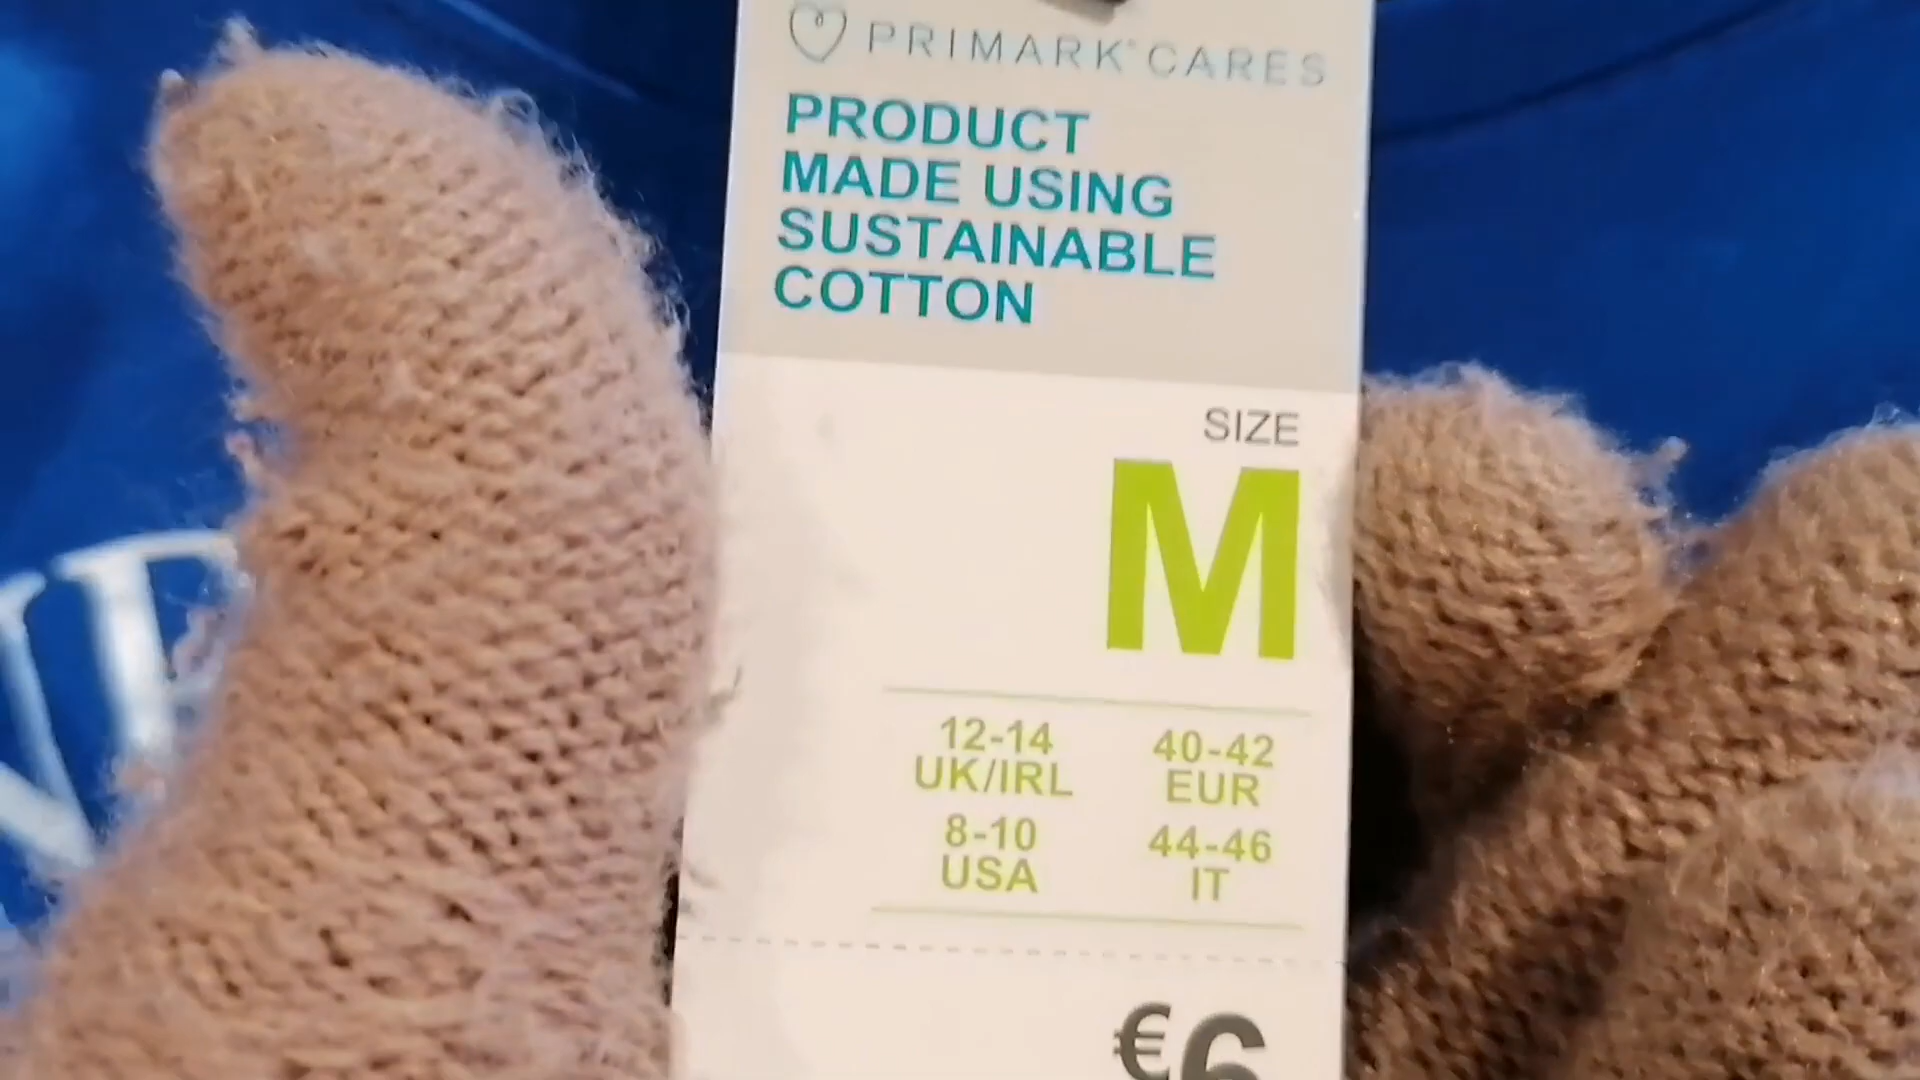 PRIMARK CARES
PRODUCT
MADE USING
SUSTAINABLE
COTTON
SIZE
M
12-14
UK/IRL
40-42
EUR
8-10
USA
44-46
IT
€6